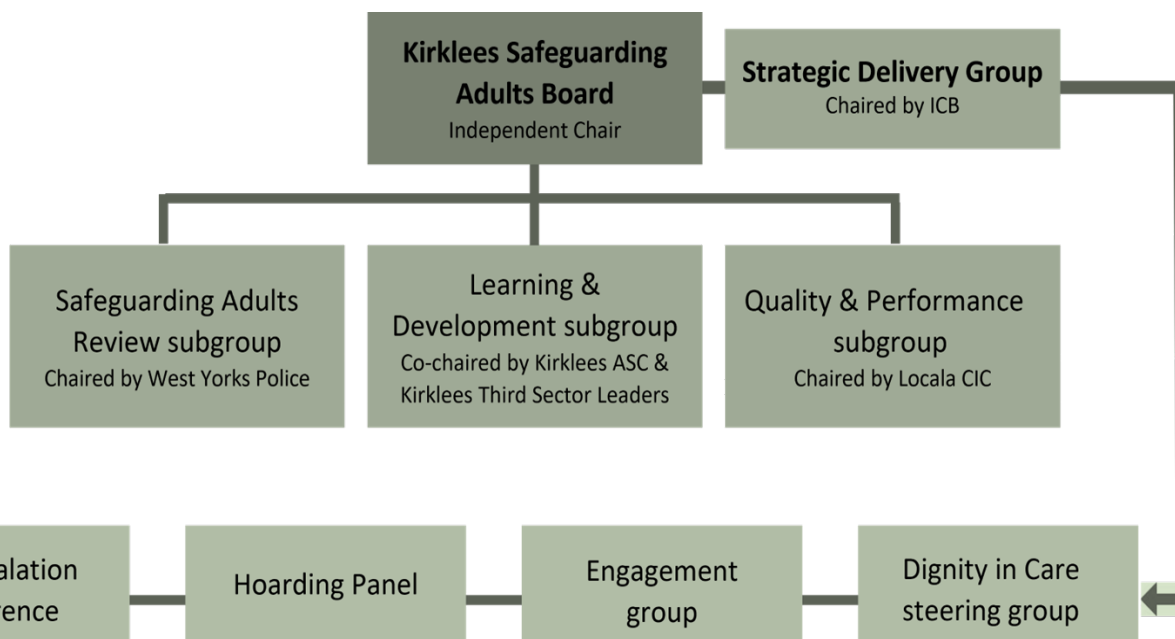 Kirklees Safeguarding
Adults Board
Independent Chair
Strategic Delivery Group
Chaired by ICB
Safeguarding Adults
Review subgroup
Chaired by West Yorks Police
Learning &
Development subgroup
Co-chaired by Kirklees ASC &
Kirklees Third Sector Leaders
Quality & Performance
subgroup
Chaired by Locala CIC
Hoarding Panel
Engagement
group
Dignity in Care
steering group